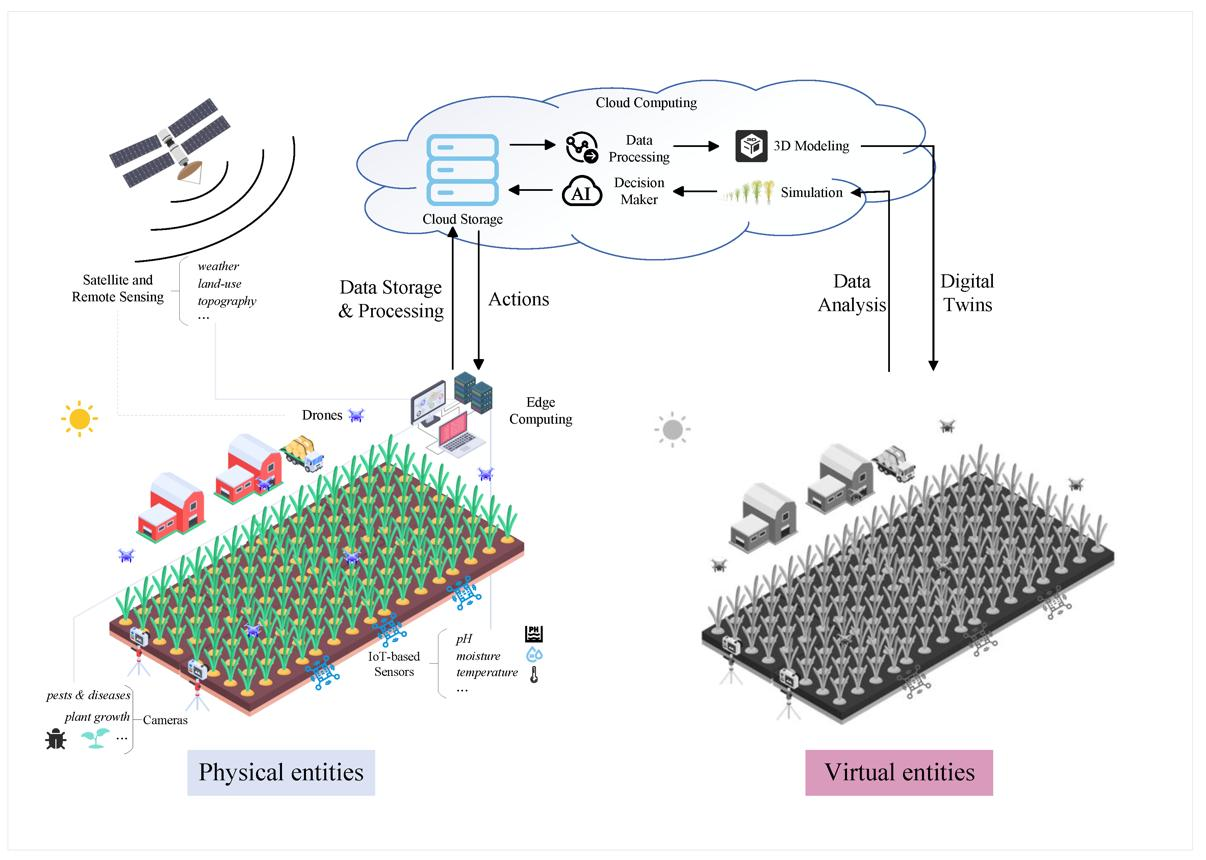 Cloud Computing
Data
Processing
3D
3D Modeling
AI
Decision
Maker
Simulation
Cloud Storage
Satellite and
Remote Sensing
weather
land-use
topography
...
Data Storage
& Processing
Actions
Data
Analysis
Digital
Twins
Drones
Edge
Computing
IoT-based
Sensors
PH
pH
moisture
temperature
...
pests & diseases
plant growth
...
Cameras
Physical entities
Virtual entities